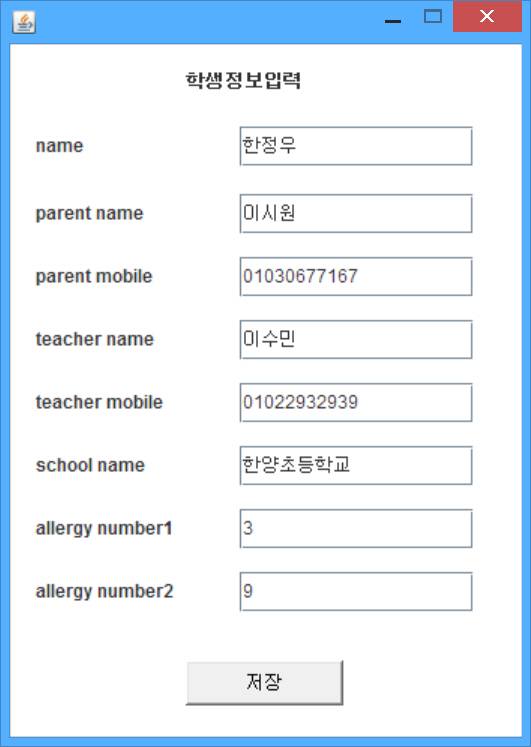 학생정보입력
name 한정우
parent name 이시원
parent mobile 01030677167
teacher name 이수민
teacher mobile 01022932939
school name 한양초등학교
allergy number1 3
allergy number2 9
저장